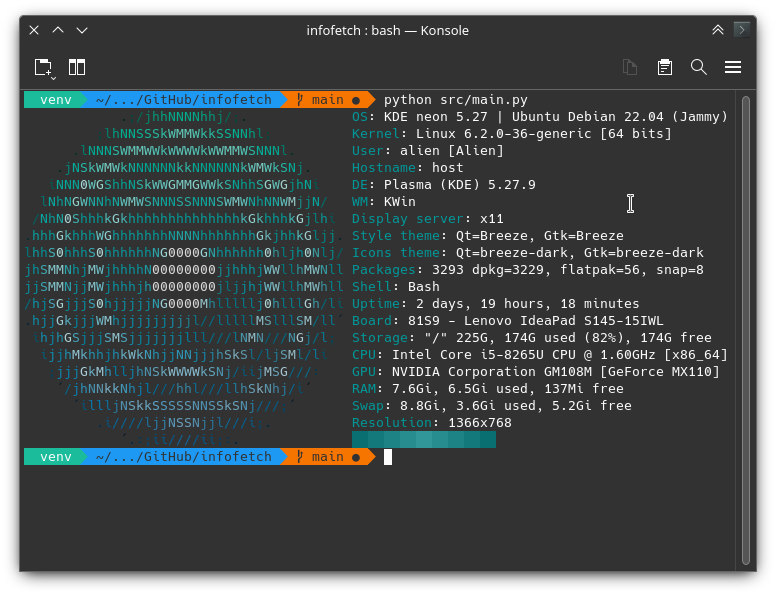 infofetch : bash — Konsole
venv ~/.../GitHub/infofetch main ● python src/main.py
OS: KDE neon 5.27 | Ubuntu Debian 22.04 (Jammy)
Kernel: Linux 6.2.0-36-generic [64 bits]
User: alien [Alien]
Hostname: host
DE: Plasma (KDE) 5.27.9
WM: KWin
Display server: x11
Style theme: Qt=Breeze, Gtk=Breeze
Icons theme: Qt=breeze-dark, Gtk=breeze-dark
Packages: 3293 dpkg=3229, flatpak=56, snap=8
Shell: Bash
Uptime: 2 days, 19 hours, 18 minutes
Board: 81S9 - Lenovo IdeaPad S145-15IWL
Storage: "/" 225G, 174G used (82%), 174G free
CPU: Intel Core i5-8265U CPU @ 1.60GHz [x86_64]
GPU: NVIDIA Corporation GM108M [GeForce MX110]
RAM: 7.6Gi, 6.5Gi used, 137Mi free
Swap: 8.8Gi, 3.6Gi used, 5.2Gi free
Resolution: 1366x768
venv ~/.../GitHub/infofetch main ●